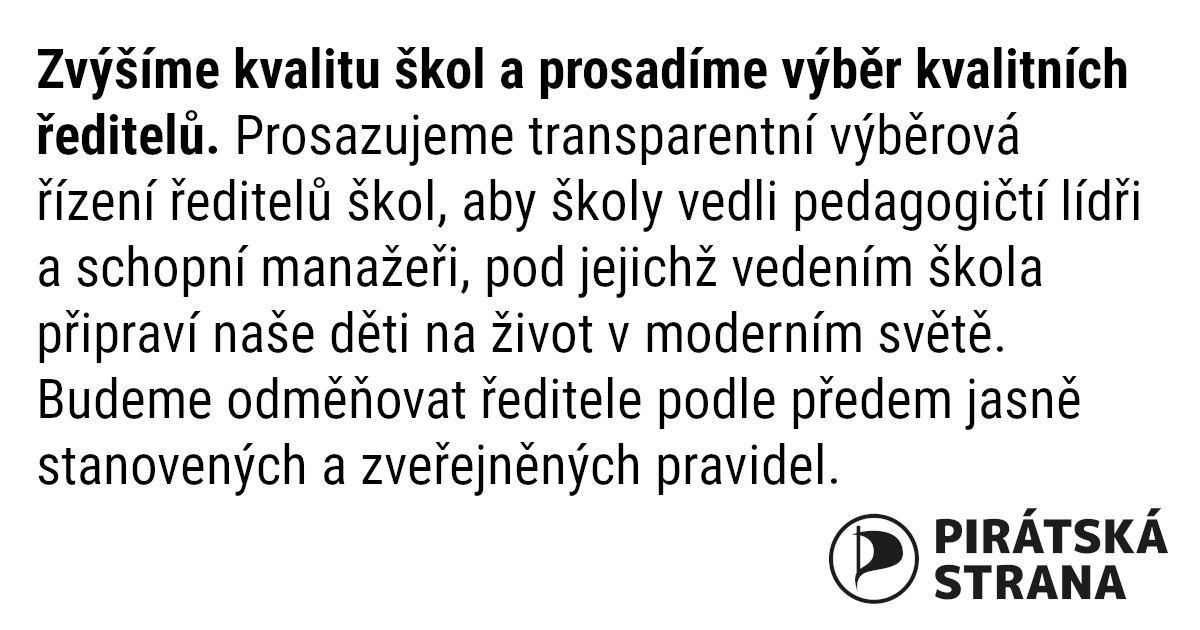 Zvýšíme kvalitu škol a prosadíme výběr kvalitních
ředitelů. Prosazujeme transparentní výběrová
řízení ředitelů škol, aby školy vedli pedagogičtí lídři
a schopní manažeři, pod jejichž vedením škola
připraví naše děti na život v moderním světě.
Budeme odměňovat ředitele podle předem jasně
stanovených a zveřejněných pravidel.
PIRÁTSKÁ
STRANA